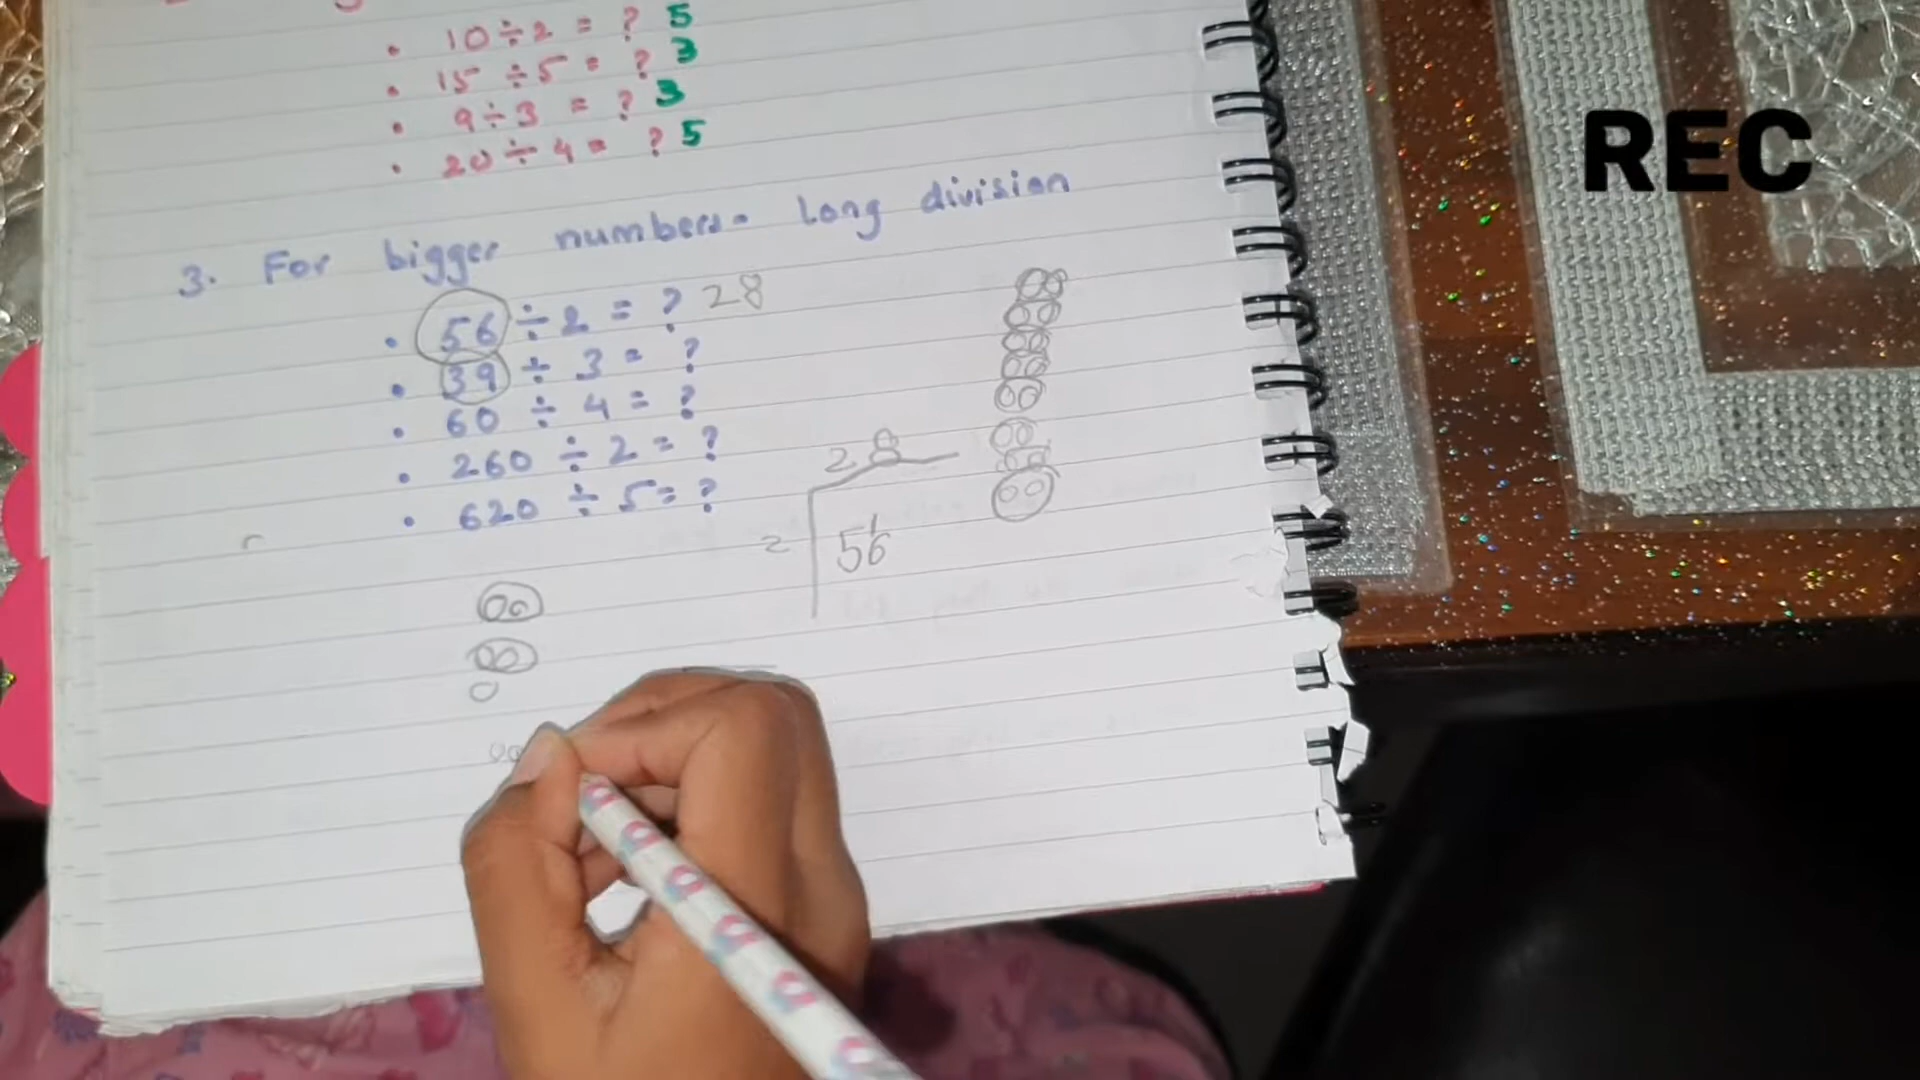 • 10 ÷ 2 = ? 5
• 15 ÷ 5 = ? 3
• 9 ÷ 3 = ? 3
• 20 ÷ 4 = ? 5
REC
3. For bigger numbers - Long division
• 56 ÷ 2 = ? 28
• 39 ÷ 3 = ?
• 60 ÷ 4 = ?
• 260 ÷ 2 = ?
• 620 ÷ 5 = ?
28
2 56